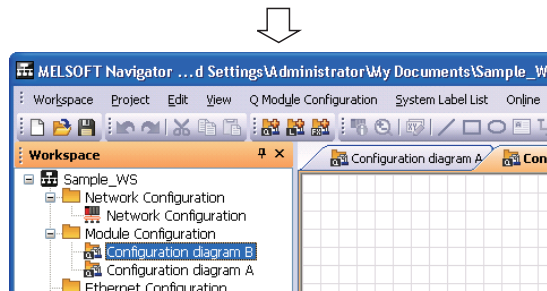 MELSOFT Navigator ...d Settings\Administrator\My Documents\Sample_W
Workspace Project Edit View Q Module Configuration System Label List Online
Workspace
Configuration diagram A
Con
Sample_WS
Network Configuration
Network Configuration
Module Configuration
Configuration diagram B
Configuration diagram A
Ethernet Configuration